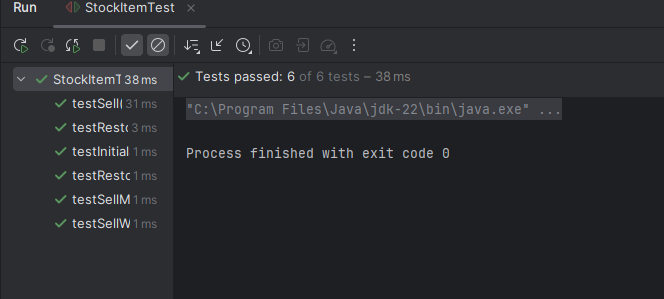 Run StockItemTest
Tests passed: 6 of 6 tests – 38 ms
StockItemT 38 ms
testSell( 31 ms
testResto 3 ms
testInitial 1 ms
testResto 1 ms
testSellM 1 ms
testSellW 1 ms
"C:\Program Files\Java\jdk-22\bin\java.exe" ...
Process finished with exit code 0